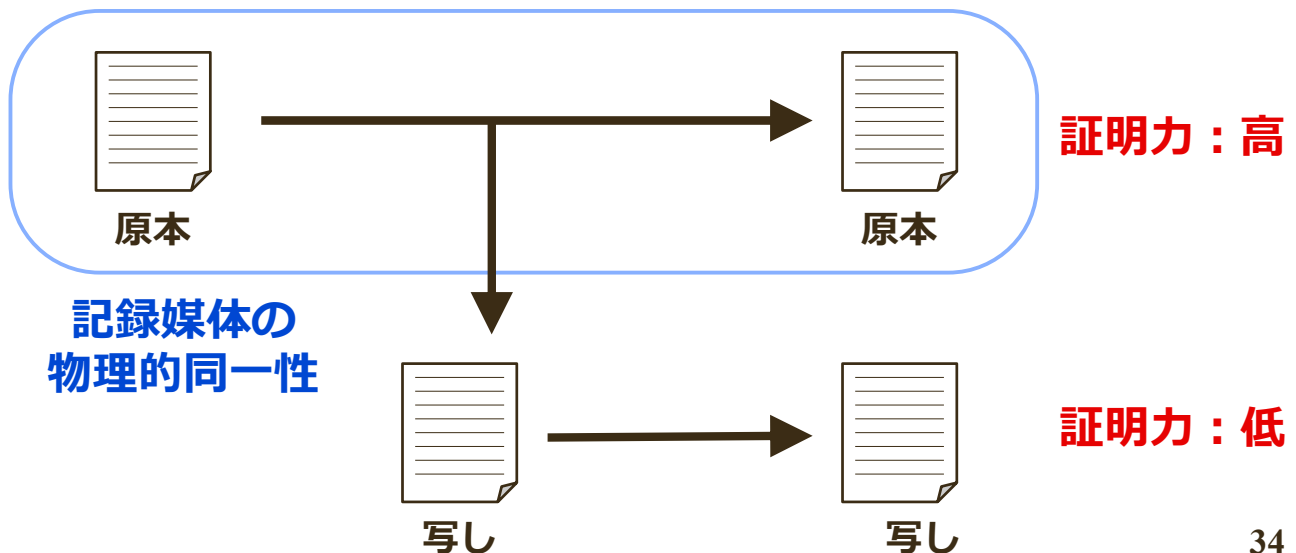 原本
原本
証明力：高
記録媒体の
物理的同一性
証明力：低
写し
写し
34